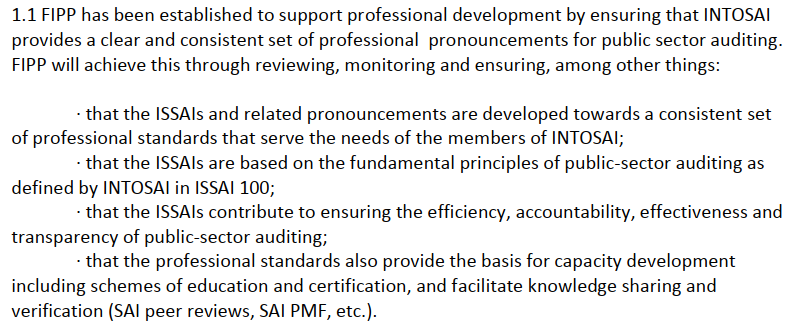 1.1 FIPP has been established to support professional development by ensuring that INTOSAI
provides a clear and consistent set of professional  pronouncements for public sector auditing.
FIPP will achieve this through reviewing, monitoring and ensuring, among other things:
· that the ISSAIs and related pronouncements are developed towards a consistent set
of professional standards that serve the needs of the members of INTOSAI;
· that the ISSAIs are based on the fundamental principles of public-sector auditing as
defined by INTOSAI in ISSAI 100;
· that the ISSAIs contribute to ensuring the efficiency, accountability, effectiveness and
transparency of public-sector auditing;
· that the professional standards also provide the basis for capacity development
including schemes of education and certification, and facilitate knowledge sharing and
verification (SAI peer reviews, SAI PMF, etc.).